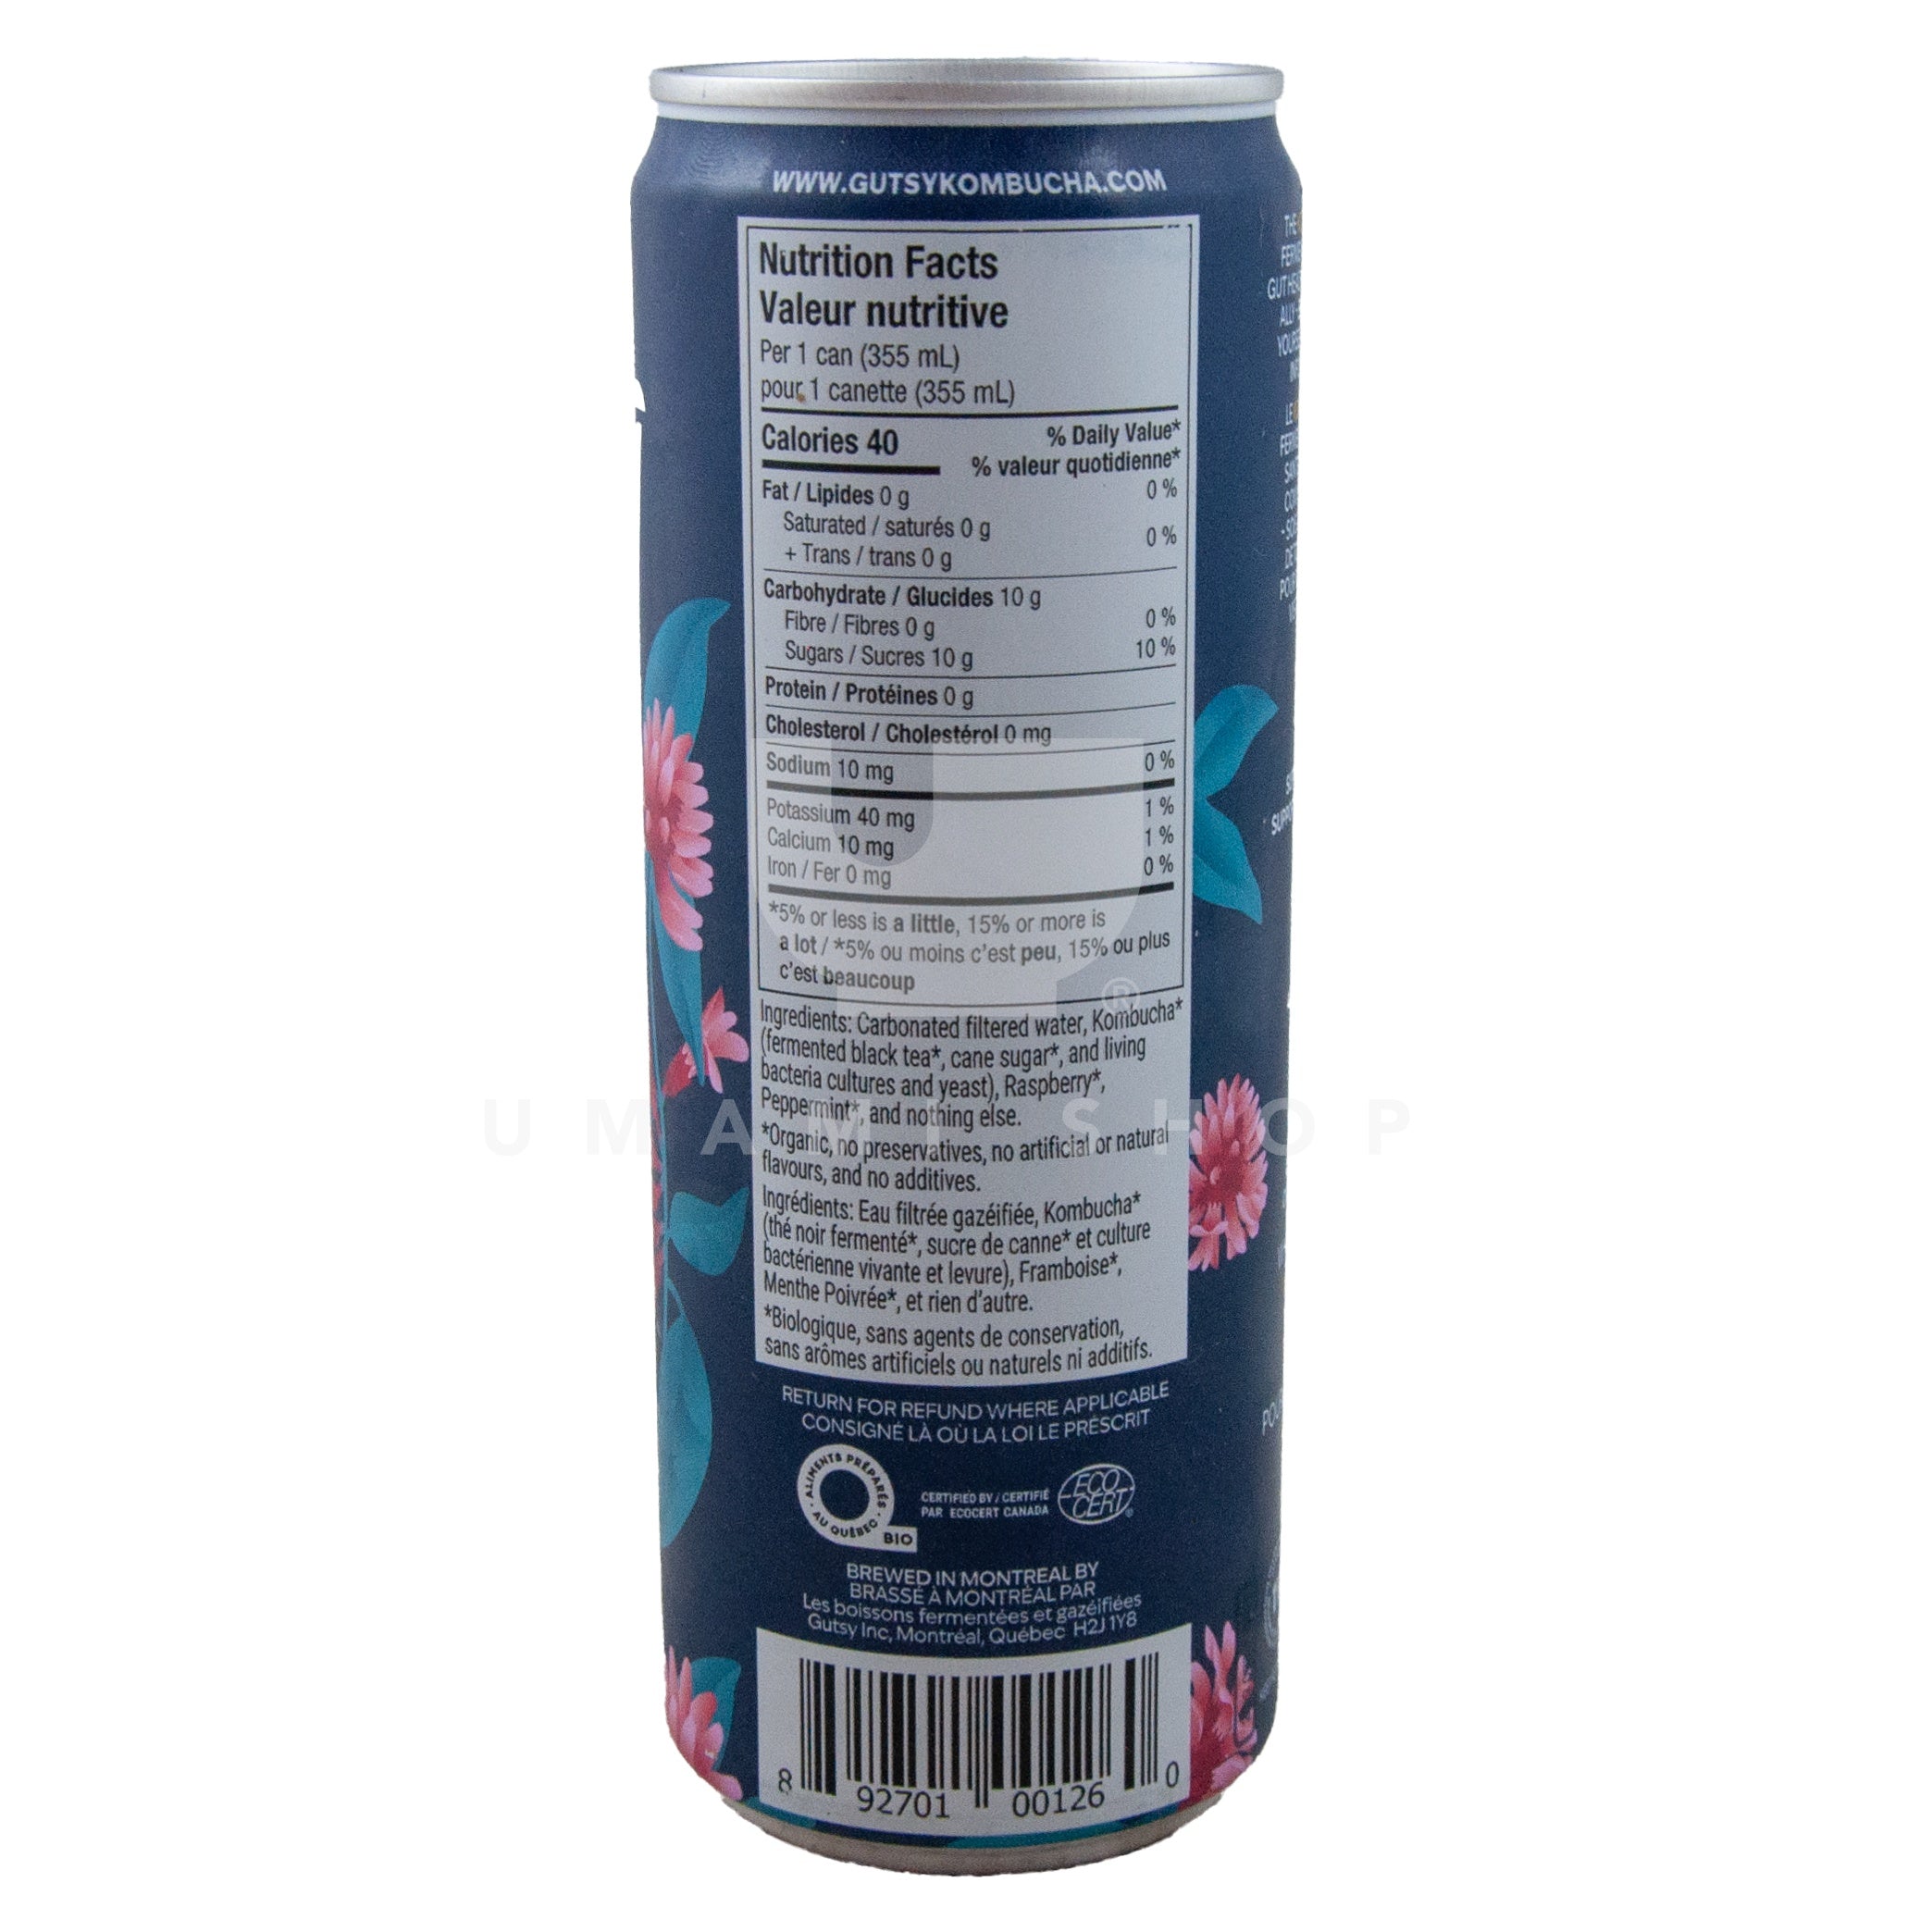 WWW.GUTSYKOMBUCHA.COM
Nutrition Facts
Valeur nutritive
Per 1 can (355 mL)
pour 1 canette (355 mL)
Calories 40
% Daily Value*
% valeur quotidienne*
Fat / Lipides 0 g 0 %
Saturated / saturés 0 g
+ Trans / trans 0 g 0 %
Carbohydrate / Glucides 10 g
Fibre / Fibres 0 g 0 %
Sugars / Sucres 10 g 10 %
Protein / Protéines 0 g
Cholesterol / Cholestérol 0 mg
Sodium 10 mg 0 %
Potassium 40 mg 1 %
Calcium 10 mg 1 %
Iron / Fer 0 mg 0 %
*5% or less is a little, 15% or more is
a lot / *5% ou moins c'est peu, 15% ou plus
c'est beaucoup
®
Ingredients: Carbonated filtered water, Kombucha*
(fermented black tea*, cane sugar*, and living
bacteria cultures and yeast), Raspberry*,
Peppermint*, and nothing else.
UMAMI SHOP
*Organic, no preservatives, no artificial or natural
flavours, and no additives.
Ingrédients: Eau filtrée gazéifiée, Kombucha*
(thé noir fermenté*, sucre de canne* et culture
bactérienne vivante et levure), Framboise*,
Menthe Poivrée*, et rien d'autre.
*Biologique, sans agents de conservation,
sans arômes artificiels ou naturels ni additifs.
RETURN FOR REFUND WHERE APPLICABLE
CONSIGNÉ LÀ OÙ LA LOI LE PRESCRIT
ALIMENTS PRÉPARÉS
AU QUÉBEC
BIO
CERTIFIED BY / CERTIFIÉ
PAR ECOCERT CANADA
ECO
CERT®
BREWED IN MONTREAL BY
BRASSÉ À MONTRÉAL PAR
Les boissons fermentées et gazéifiées
Gutsy Inc, Montréal, Québec H2J 1Y8
8 92701 00126 0
THE
LE